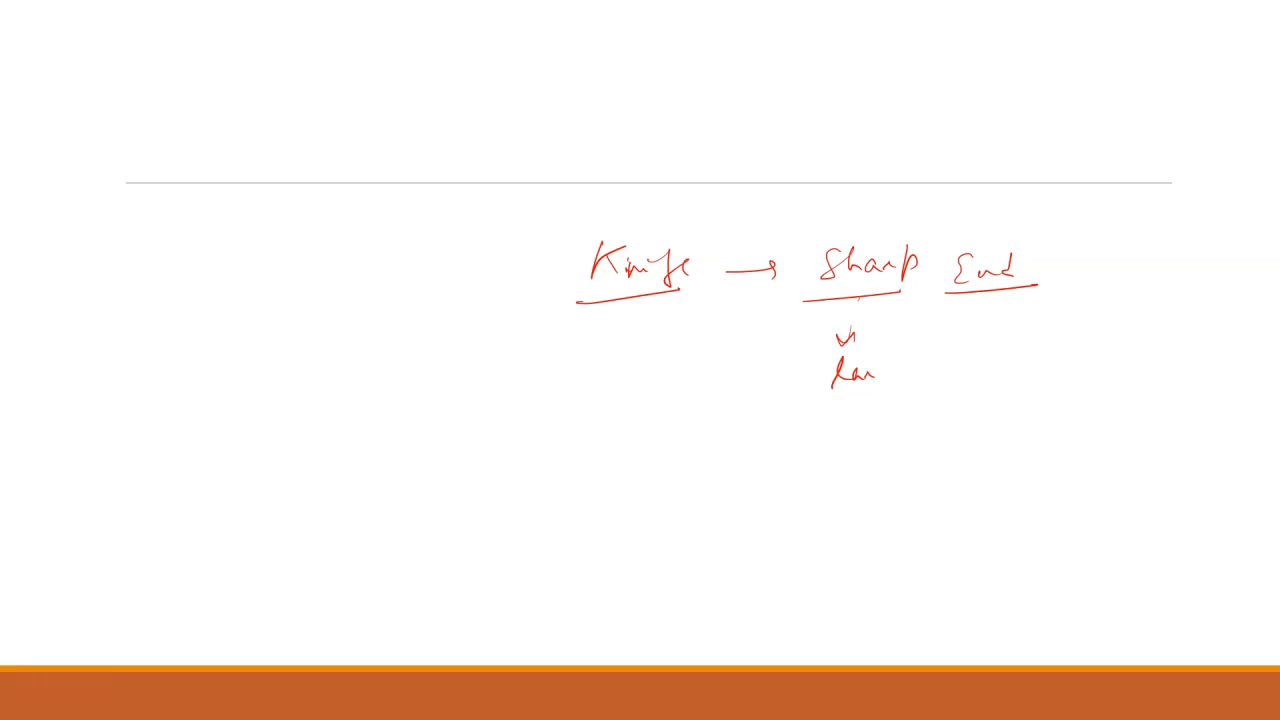 Knife → Sharp End